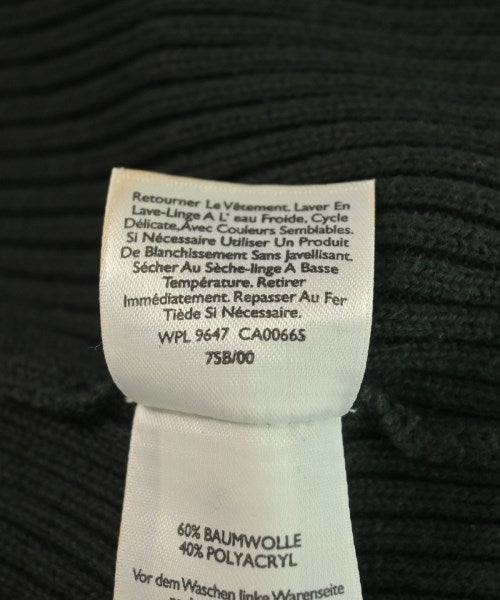 Retourner Le Vêtement. Laver En
Lave-Linge A L' eau Froide. Cycle
Délicate, Avec Couleurs Semblables.
Si Nécessaire Utiliser Un Produit
De Blanchissement Sans Javellisant.
Sécher Au Sèche-linge A Basse
Température. Retirer
Immédiatement. Repasser Au Fer
Tiède Si Nécessaire.
WPL 9647 CA00665
75B/00
60% BAUMWOLLE
40% POLYACRYL
Vor dem Waschen linke Warenseite